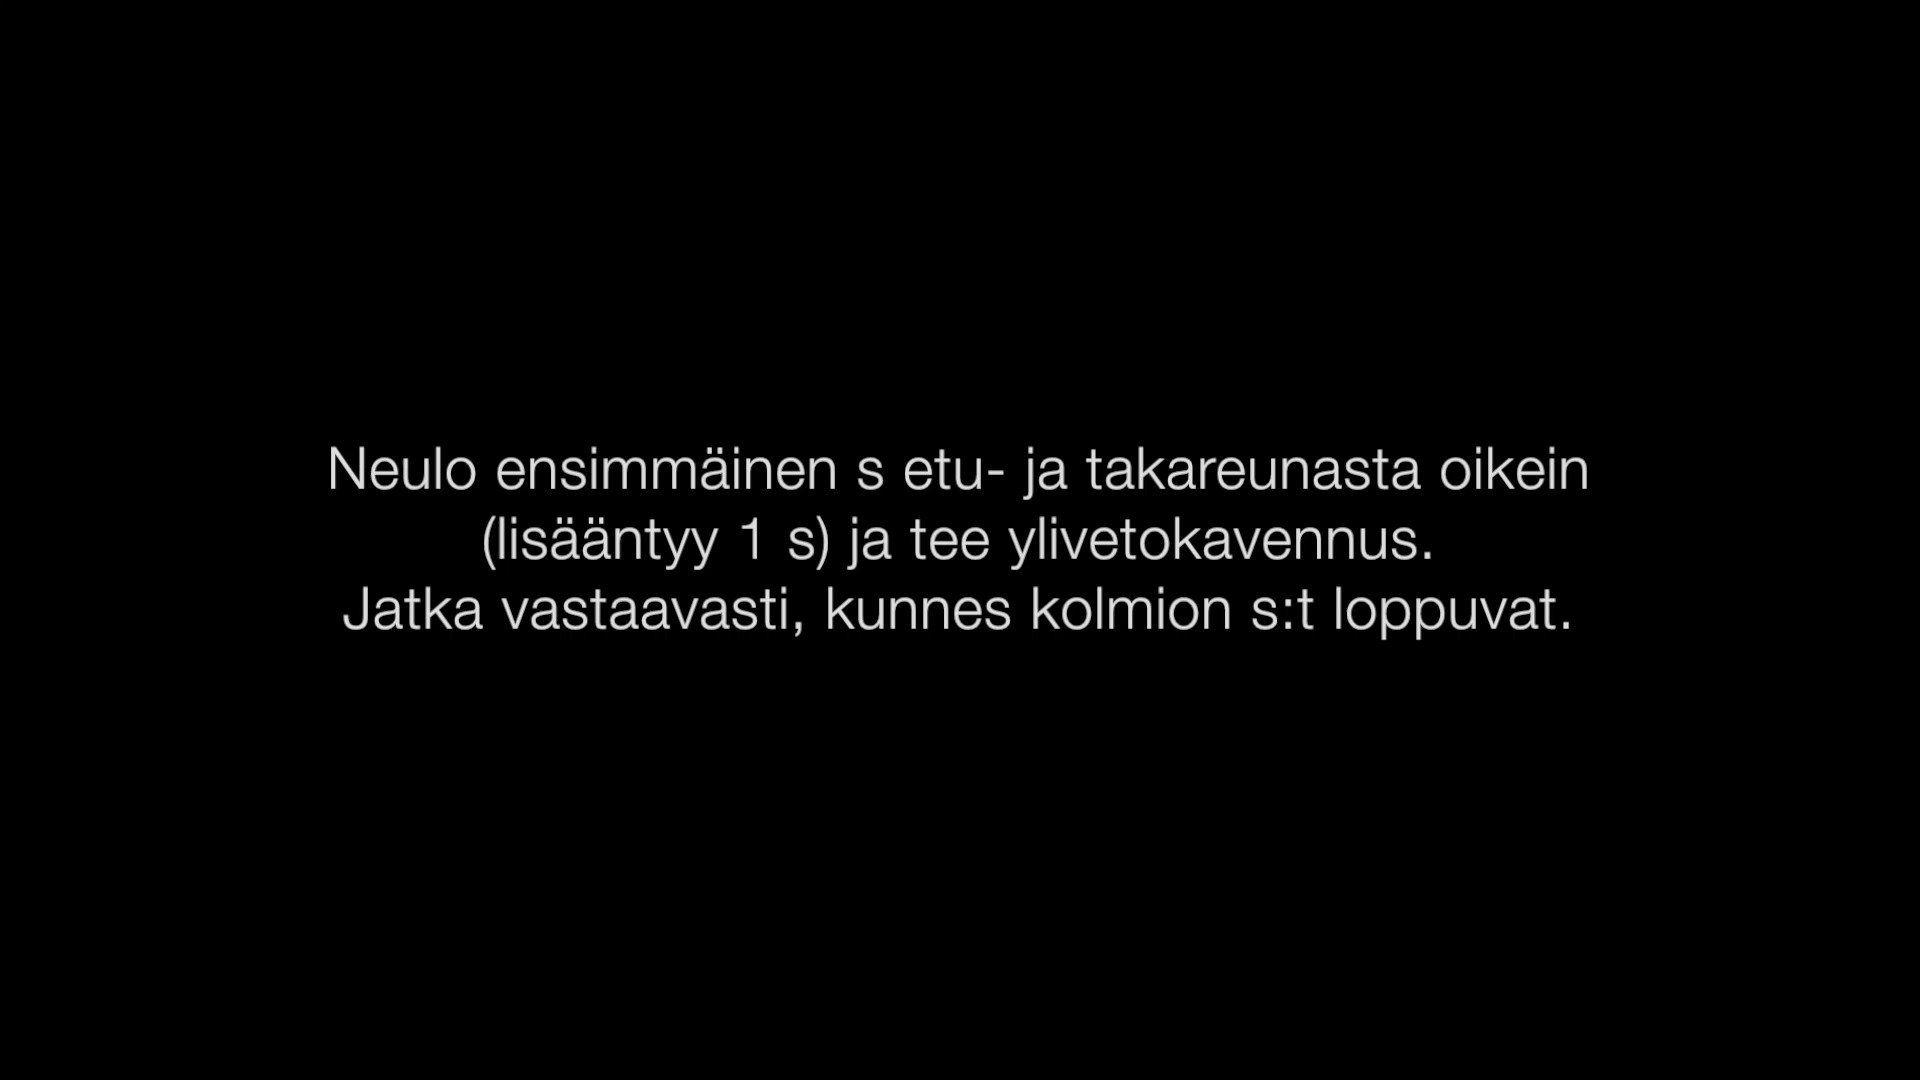 Neulo ensimmäinen s etu- ja takareunasta oikein
(lisääntyy 1 s) ja tee ylivetokavennus.
Jatka vastaavasti, kunnes kolmion s:t loppuvat.